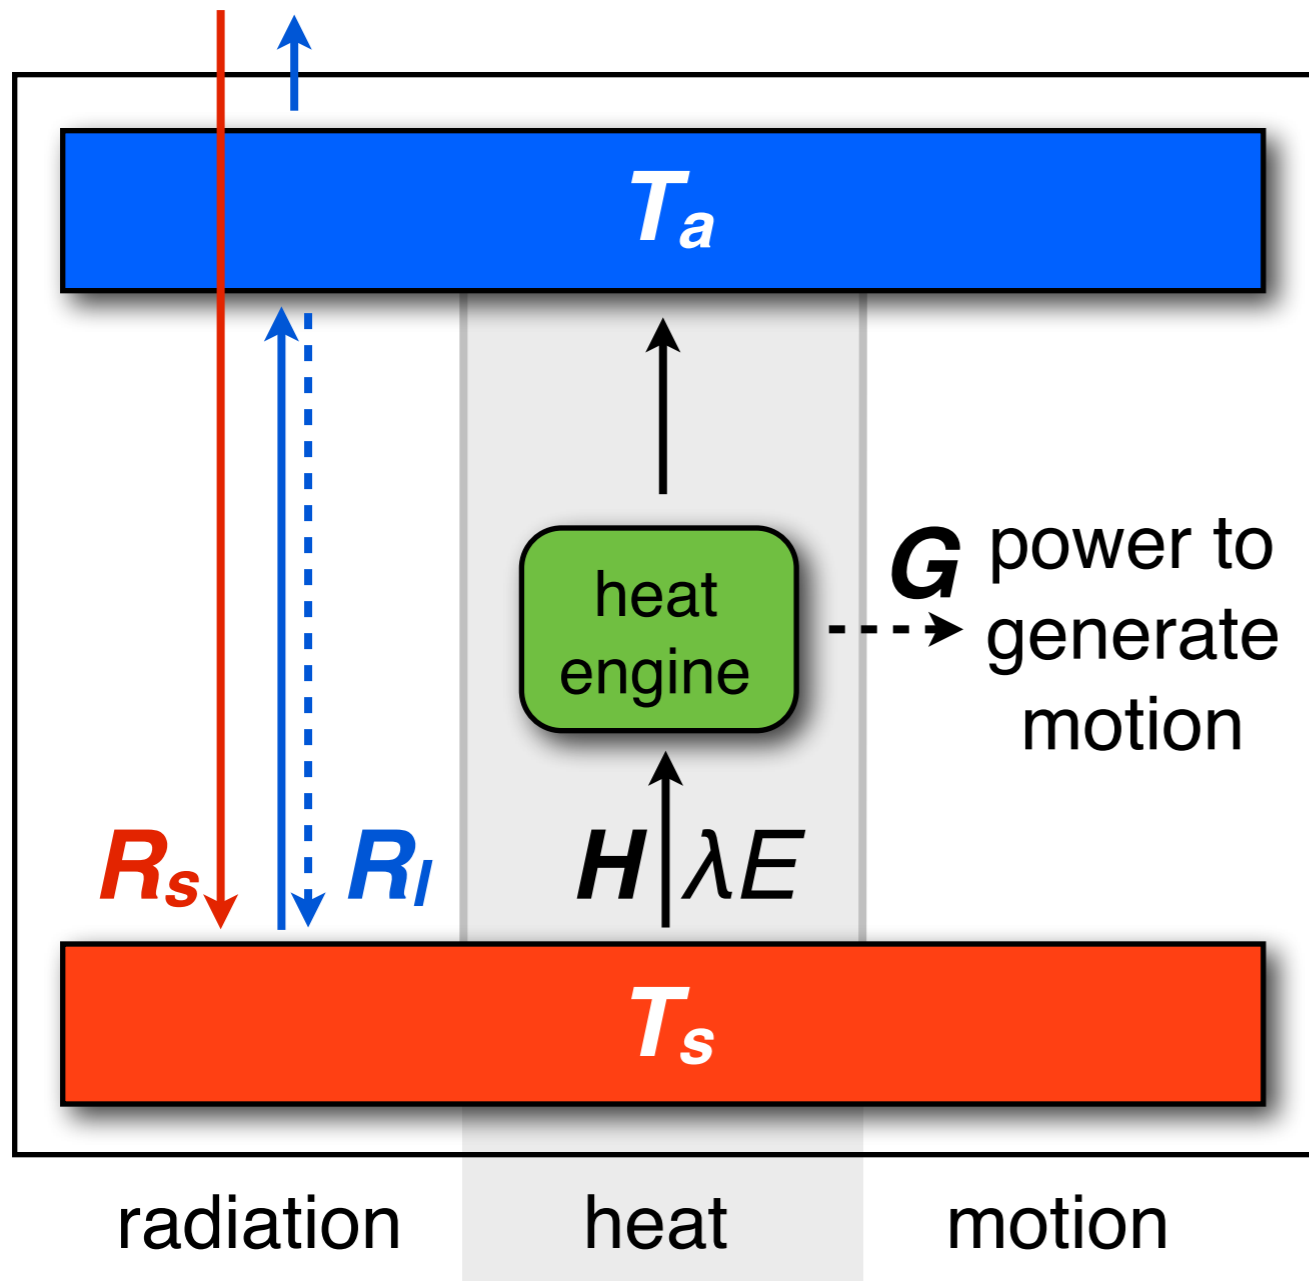 Ta
heat
engine
G
power to
generate
motion
Rs
Rl
H
λE
Ts
radiation
heat
motion